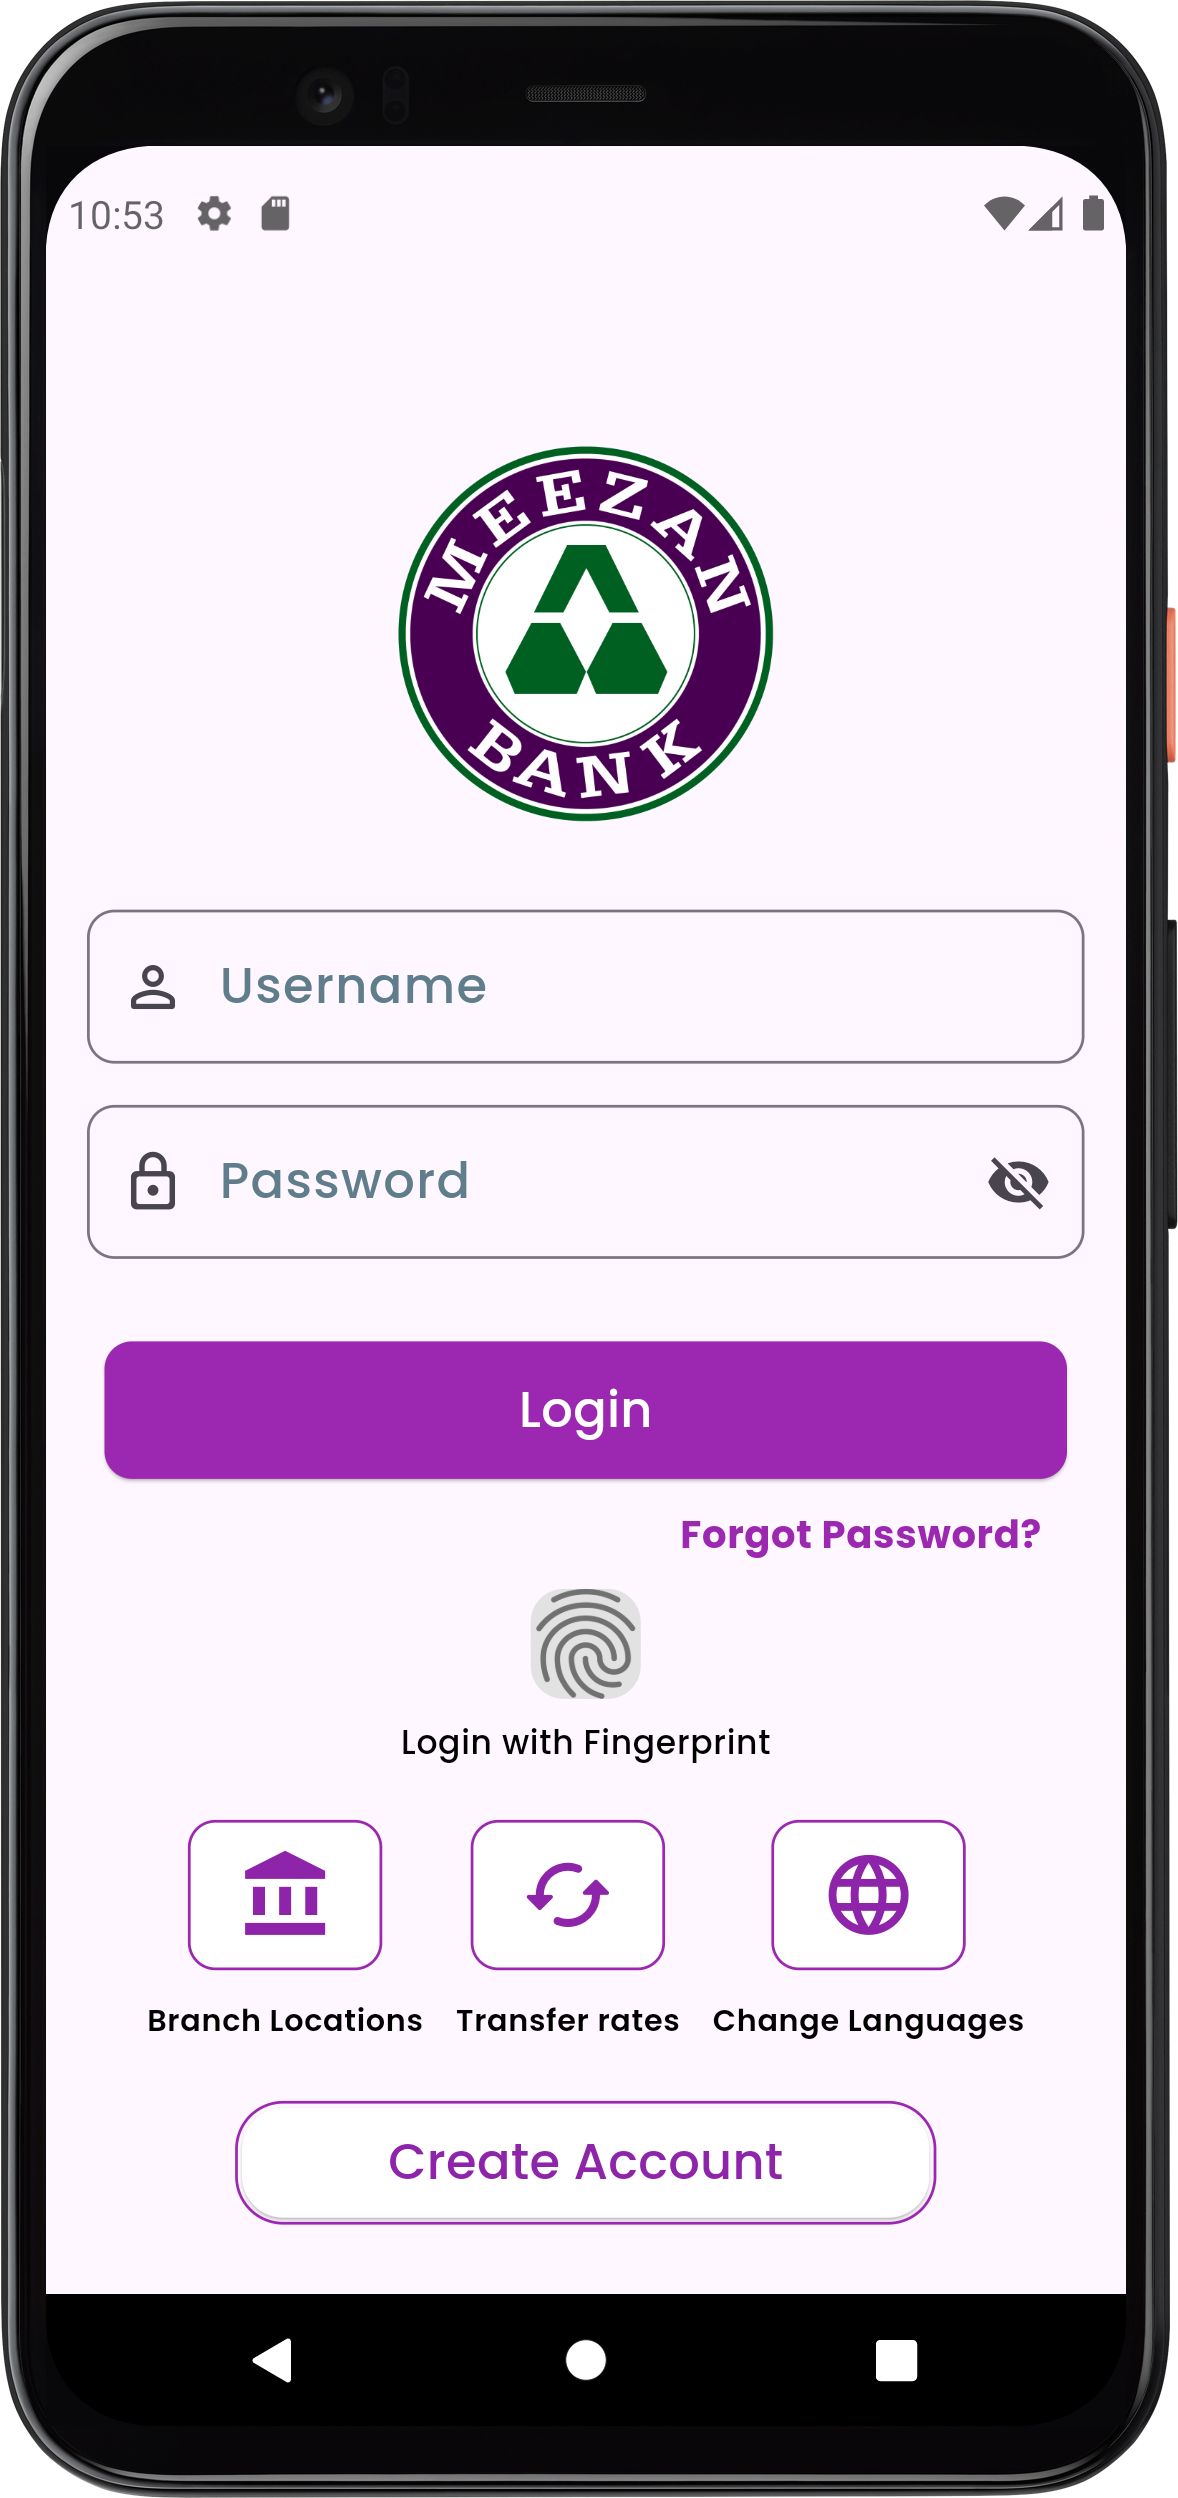 10:53
MEEZAN
BANK
Username
Password
Login
Forgot Password?
Login with Fingerprint
Branch Locations Transfer rates Change Languages
Create Account